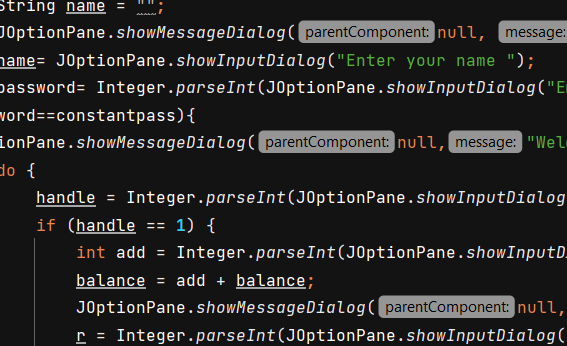 String name = "";
JOptionPane.showMessageDialog( parentComponent: null, message:
name= JOptionPane.showInputDialog("Enter your name ");
password= Integer.parseInt(JOptionPane.showInputDialog("E
word==constantpass){
ionPane.showMessageDialog( parentComponent: null, message: "Wel
do {
handle = Integer.parseInt(JOptionPane.showInputDialog
if (handle == 1) {
int add = Integer.parseInt(JOptionPane.showInputD
balance = add + balance;
JOptionPane.showMessageDialog( parentComponent: null,
r = Integer.parseInt(JOptionPane.showInputDialog(